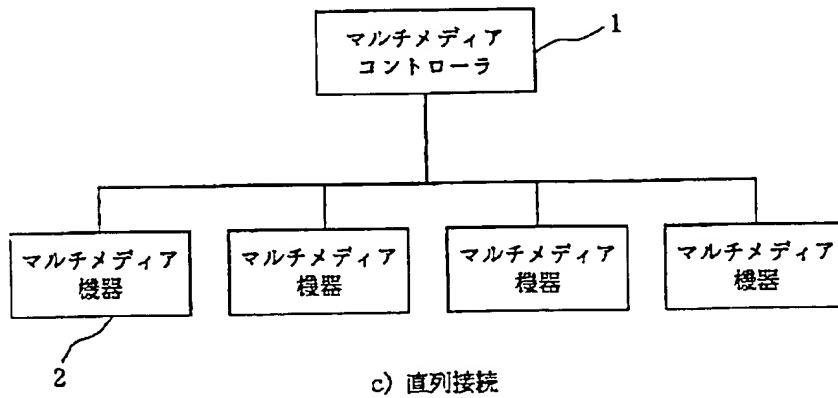 マルチメディア
コントローラ
1
マルチメディア
機器
マルチメディア
機器
マルチメディア
機器
マルチメディア
機器
2
c) 直列接続